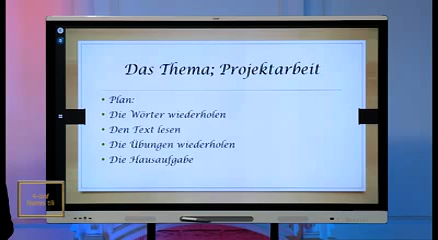 Das Thema; Projektarbeit
• Plan:
• Die Wörter wiederholen
• Den Text lesen
• Die Übungen wiederholen
• Die Hausaufgabe